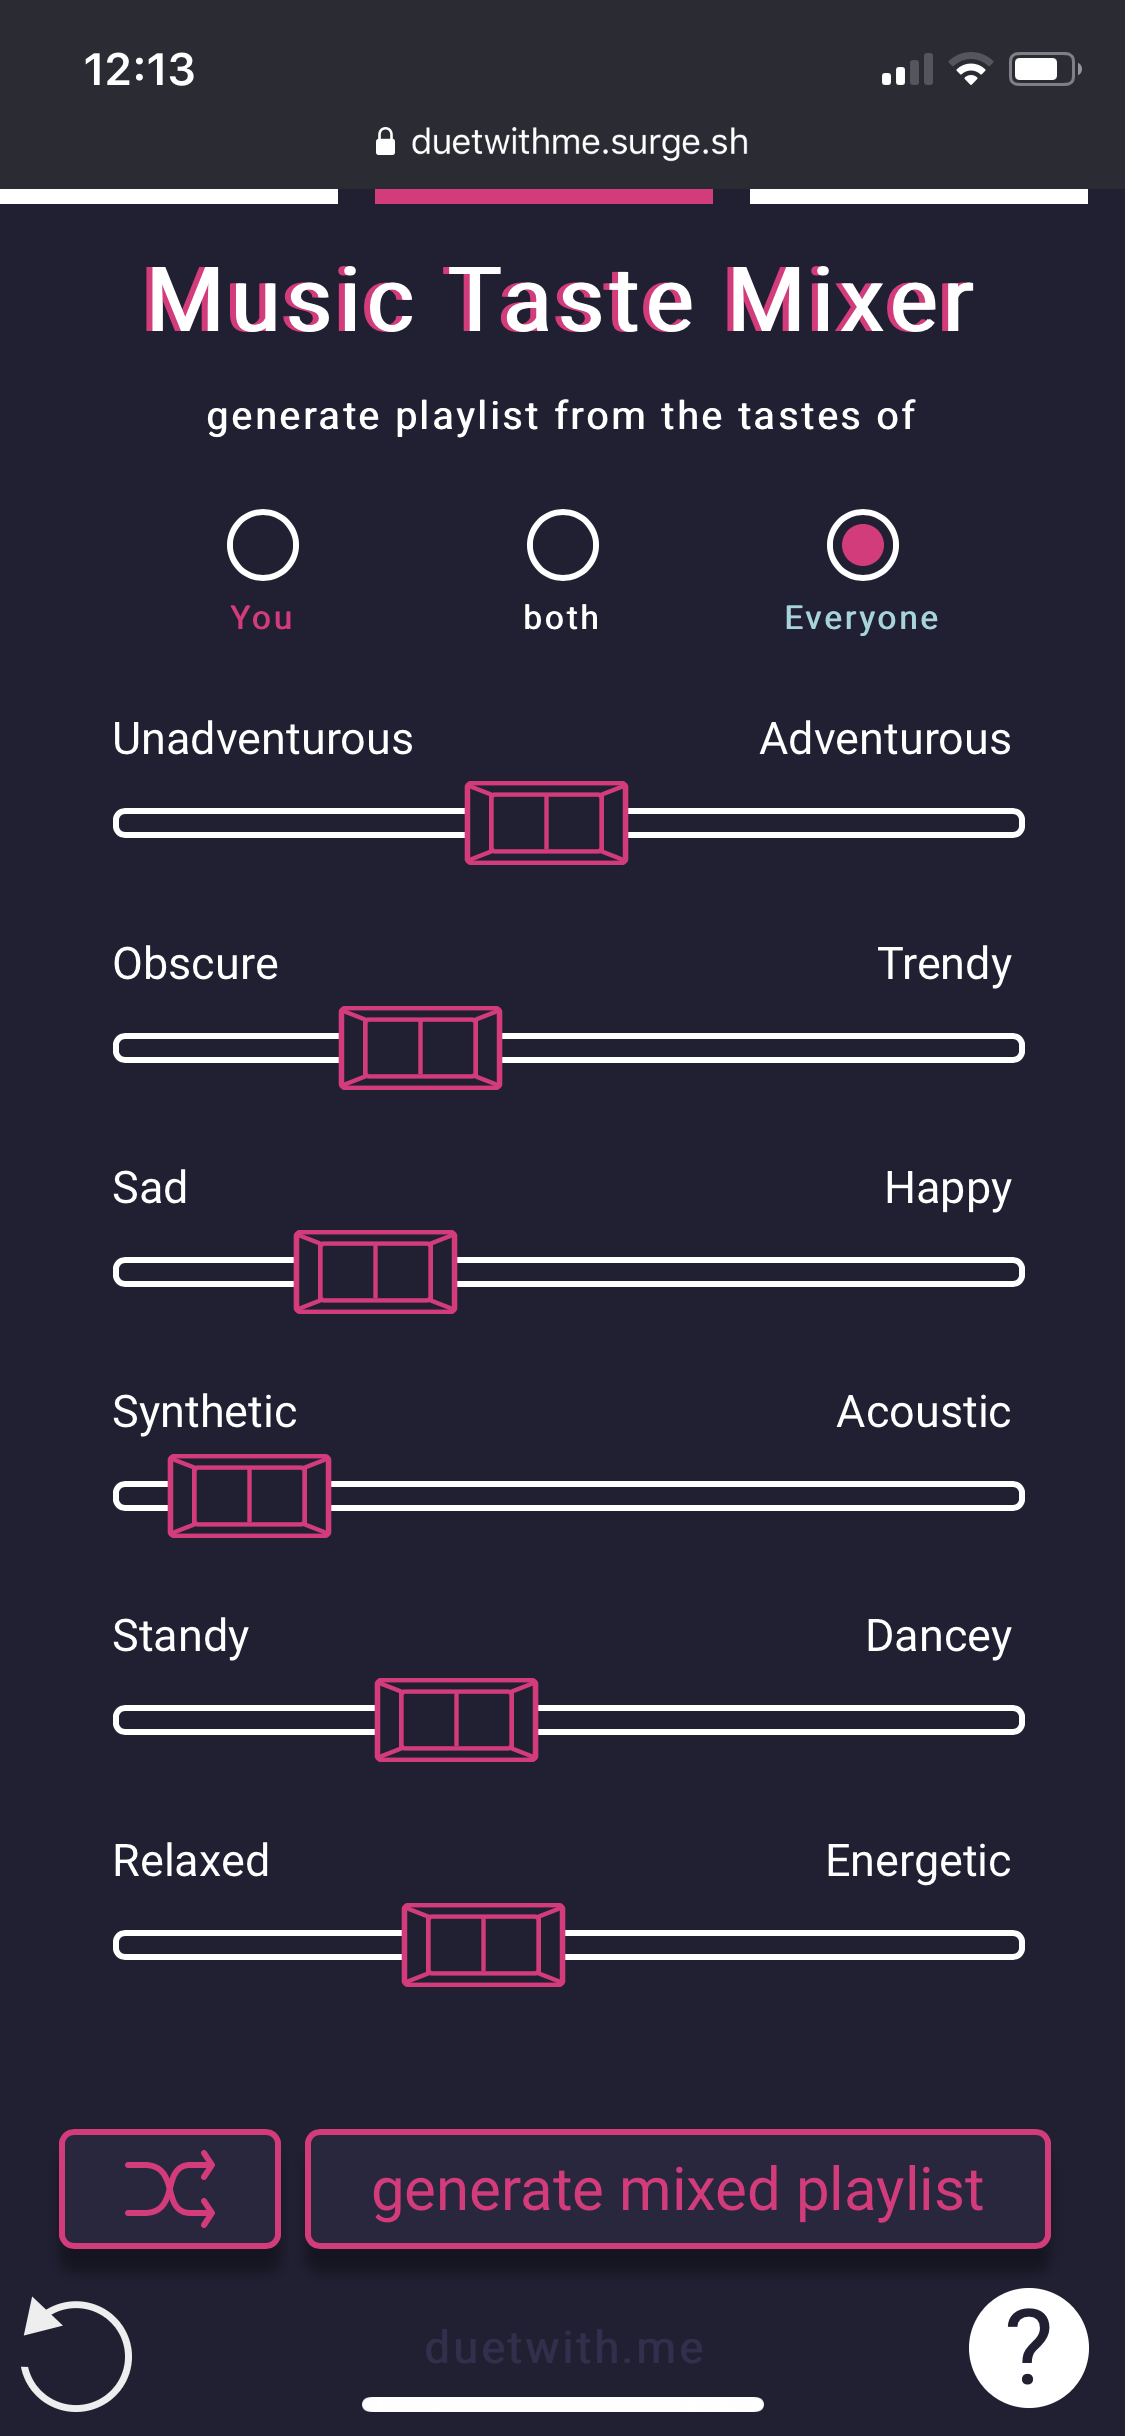 12:13
duetwithme.surge.sh
Music Taste Mixer
generate playlist from the tastes of
You both Everyone
Unadventurous Adventurous
Obscure Trendy
Sad Happy
Synthetic Acoustic
Standy Dancey
Relaxed Energetic
generate mixed playlist
duetwith.me
?